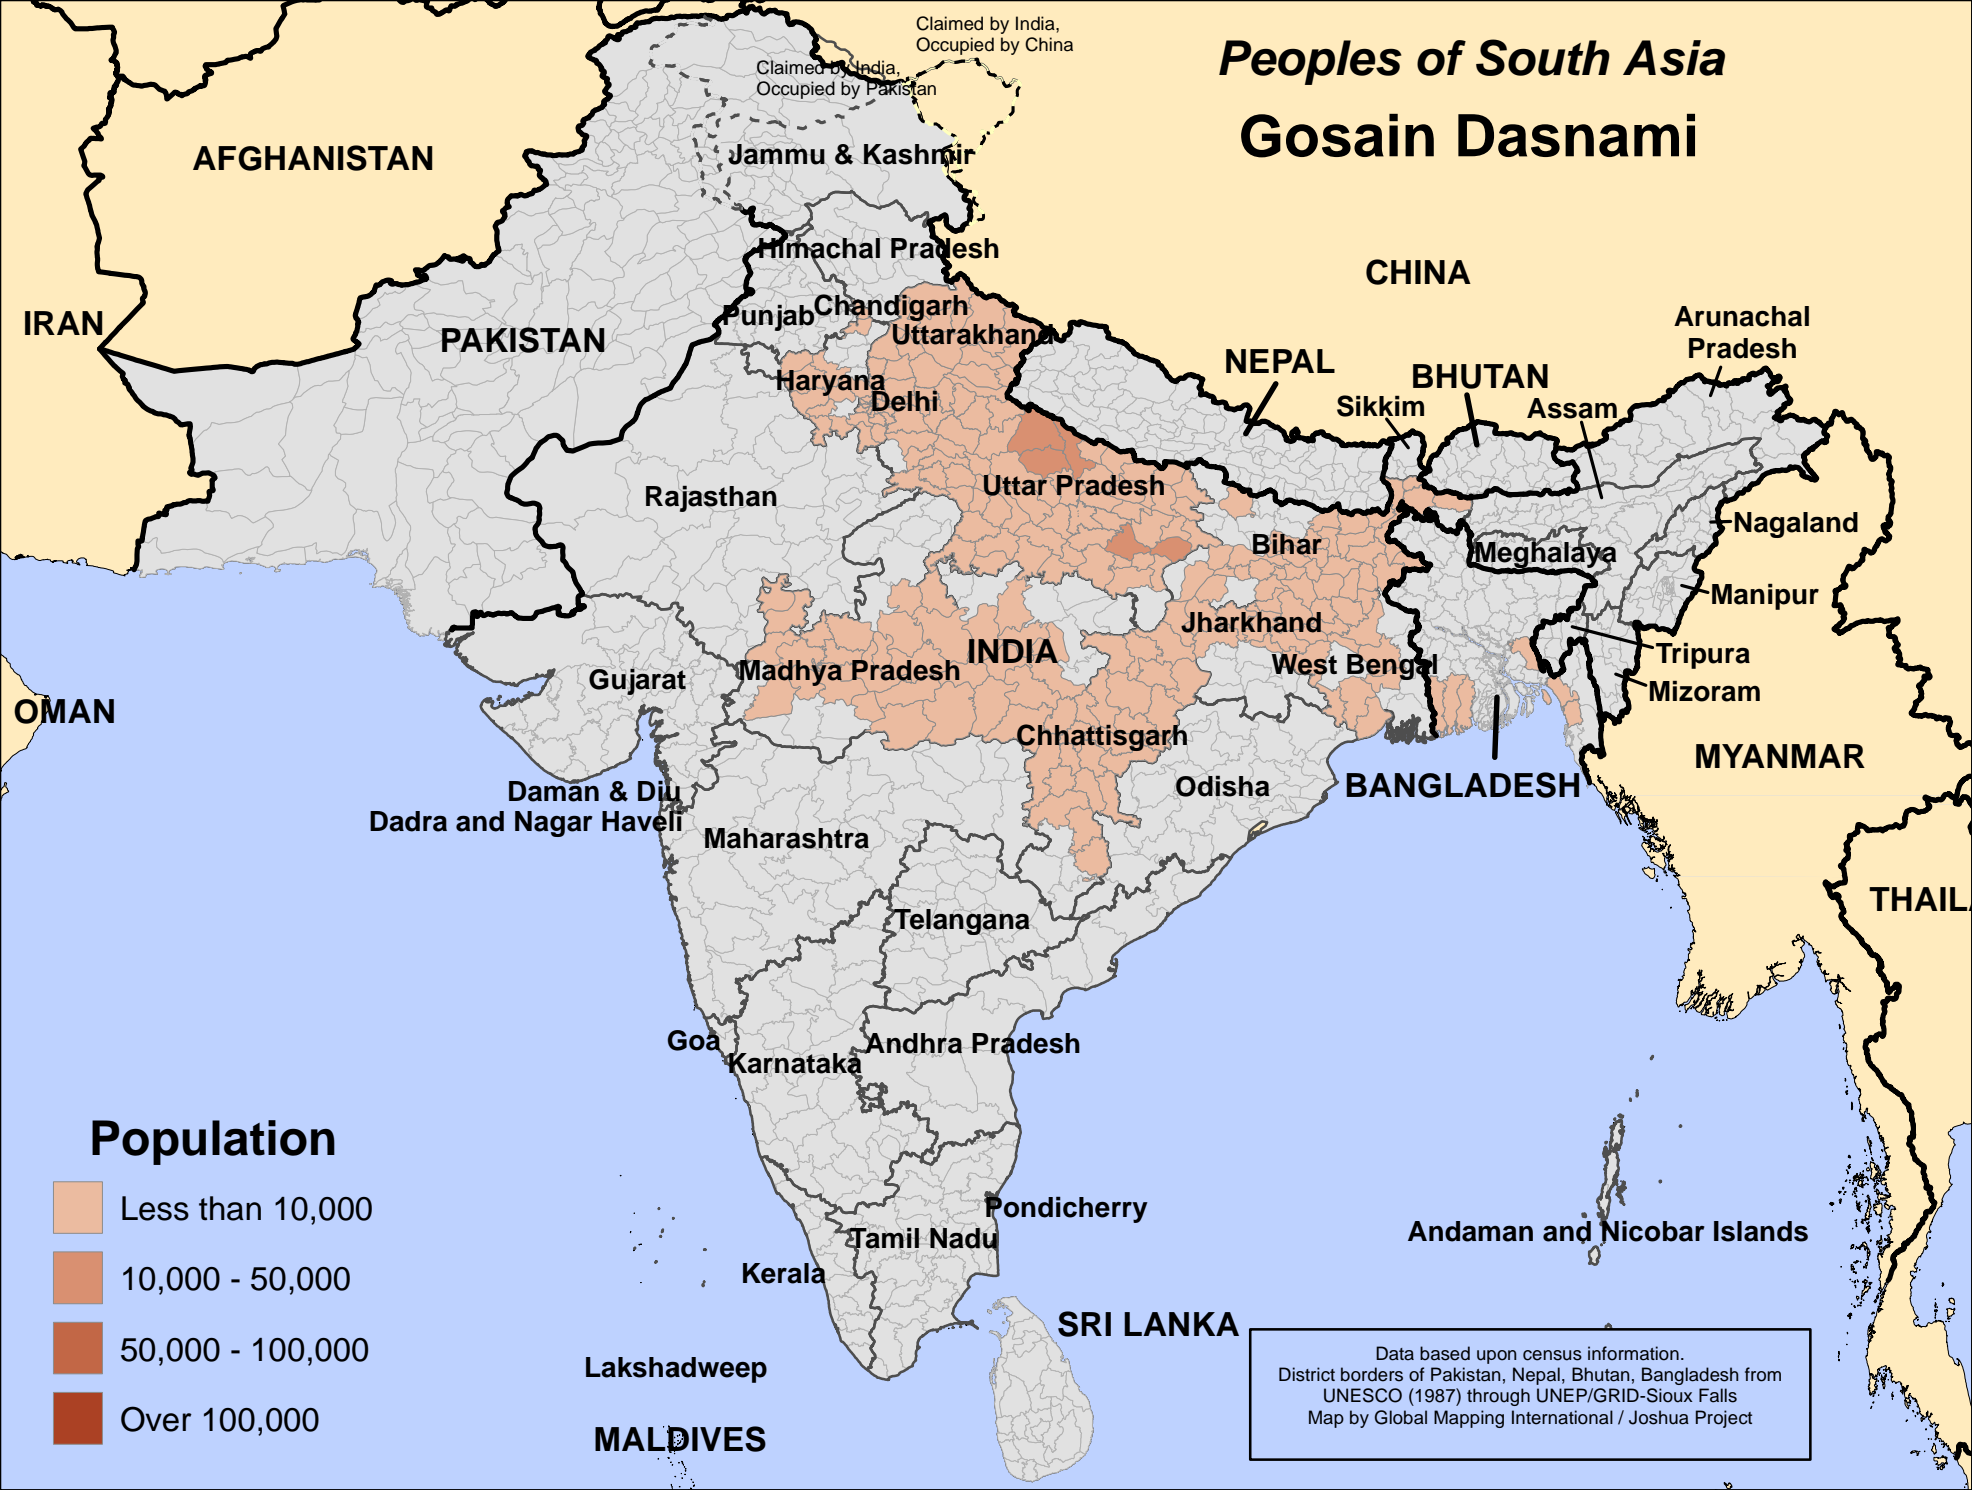 Claimed by India,
Occupied by China
Peoples of South Asia
Gosain Dasnami
Claimed by India,
Occupied by Pakistan
AFGHANISTAN
Jammu & Kashmir
Himachal Pradesh
CHINA
IRAN
PAKISTAN
Punjab
Chandigarh
Uttarakhand
Arunachal
Pradesh
NEPAL
BHUTAN
Haryana
Delhi
Sikkim
Assam
Rajasthan
Uttar Pradesh
Nagaland
Bihar
Meghalaya
Manipur
Jharkhand
INDIA
Madhya Pradesh
Gujarat
West Bengal
Tripura
Mizoram
OMAN
Chhattisgarh
MYANMAR
Odisha
BANGLADESH
Daman & Diu
Dadra and Nagar Haveli
Maharashtra
THAIL
Telangana
Goa
Karnataka
Andhra Pradesh
Population
Less than 10,000
10,000 - 50,000
50,000 - 100,000
Over 100,000
Pondicherry
Tamil Nadu
Kerala
Andaman and Nicobar Islands
SRI LANKA
Lakshadweep
MALDIVES
Data based upon census information.
District borders of Pakistan, Nepal, Bhutan, Bangladesh from
UNESCO (1987) through UNEP/GRID-Sioux Falls
Map by Global Mapping International / Joshua Project